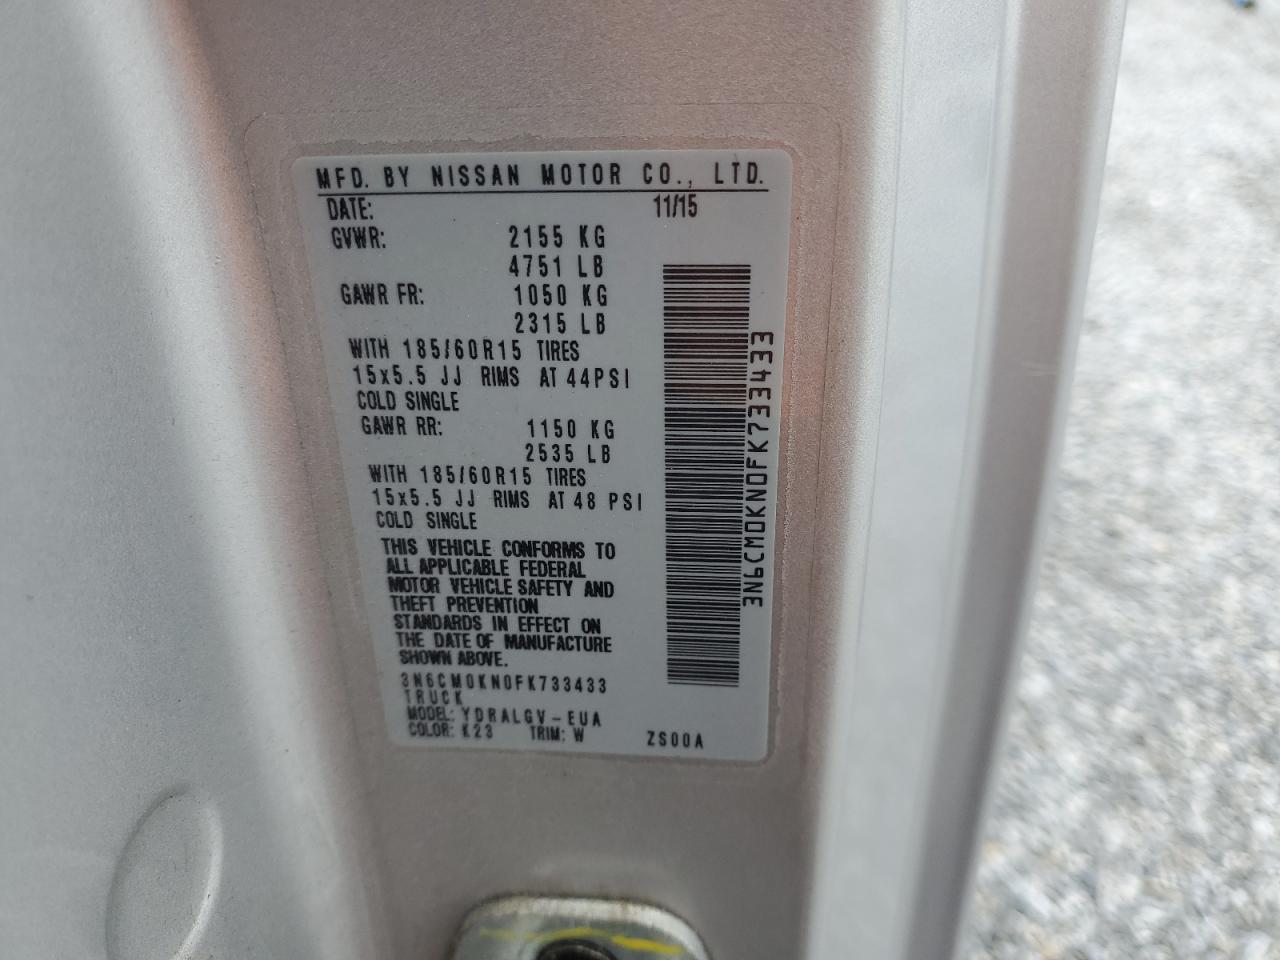 MFD. BY NISSAN MOTOR CO., LTD.
DATE: 11/15
GVWR: 2155 KG
4751 LB
GAWR FR: 1050 KG
2315 LB
WITH 185/60R15 TIRES
15x5.5 JJ RIMS AT 44PSI
COLD SINGLE
GAWR RR: 1150 KG
2535 LB
WITH 185/60R15 TIRES
15x5.5 JJ RIMS AT 48 PSI
COLD SINGLE
THIS VEHICLE CONFORMS TO
ALL APPLICABLE FEDERAL
MOTOR VEHICLE SAFETY AND
THEFT PREVENTION
STANDARDS IN EFFECT ON
THE DATE OF MANUFACTURE
SHOWN ABOVE.
3N6CM0KN0FK733433
TRUCK
MODEL: YDRALGV-EUA
COLOR: K23 TRIM: W ZS00A
3N6CM0KN0FK733433